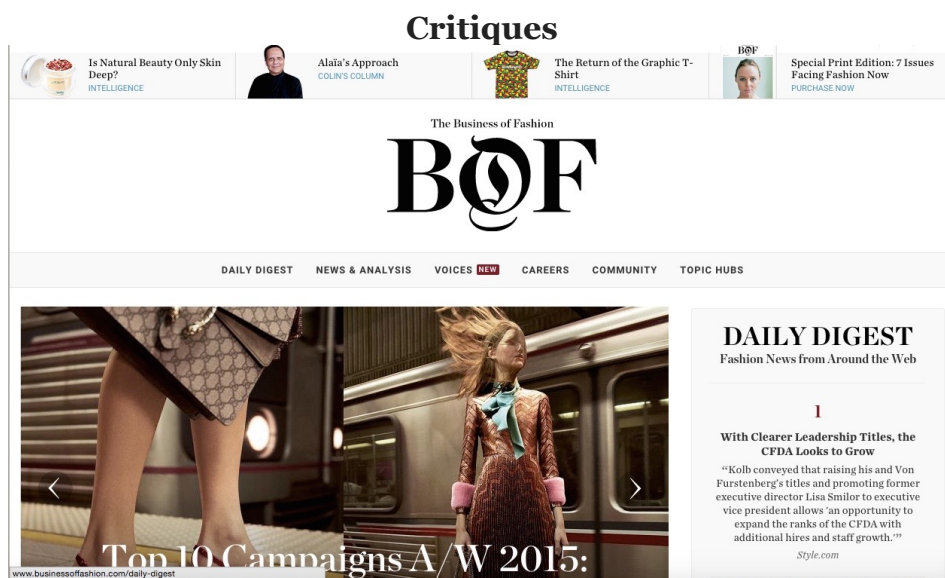 Critiques
Is Natural Beauty Only Skin
Deep?
INTELLIGENCE
Alaïa's Approach
COLIN'S COLUMN
The Return of the Graphic T-
Shirt
INTELLIGENCE
BOF
Special Print Edition: 7 Issues
Facing Fashion Now
PURCHASE NOW
The Business of Fashion
BOF
DAILY DIGEST
NEWS & ANALYSIS
VOICES NEW
CAREERS
COMMUNITY
TOPIC HUBS
DAILY DIGEST
Fashion News from Around the Web
1
With Clearer Leadership Titles, the
CFDA Looks to Grow
“Kolb conveyed that raising his and Von
Furstenberg's titles and promoting former
executive director Lisa Smilor to executive
vice president allows ‘an opportunity to
expand the ranks of the CFDA with
additional hires and staff growth.’”
Style.com
Top 10 Campaigns A/W 2015:
www.businessoffashion.com/daily-digest